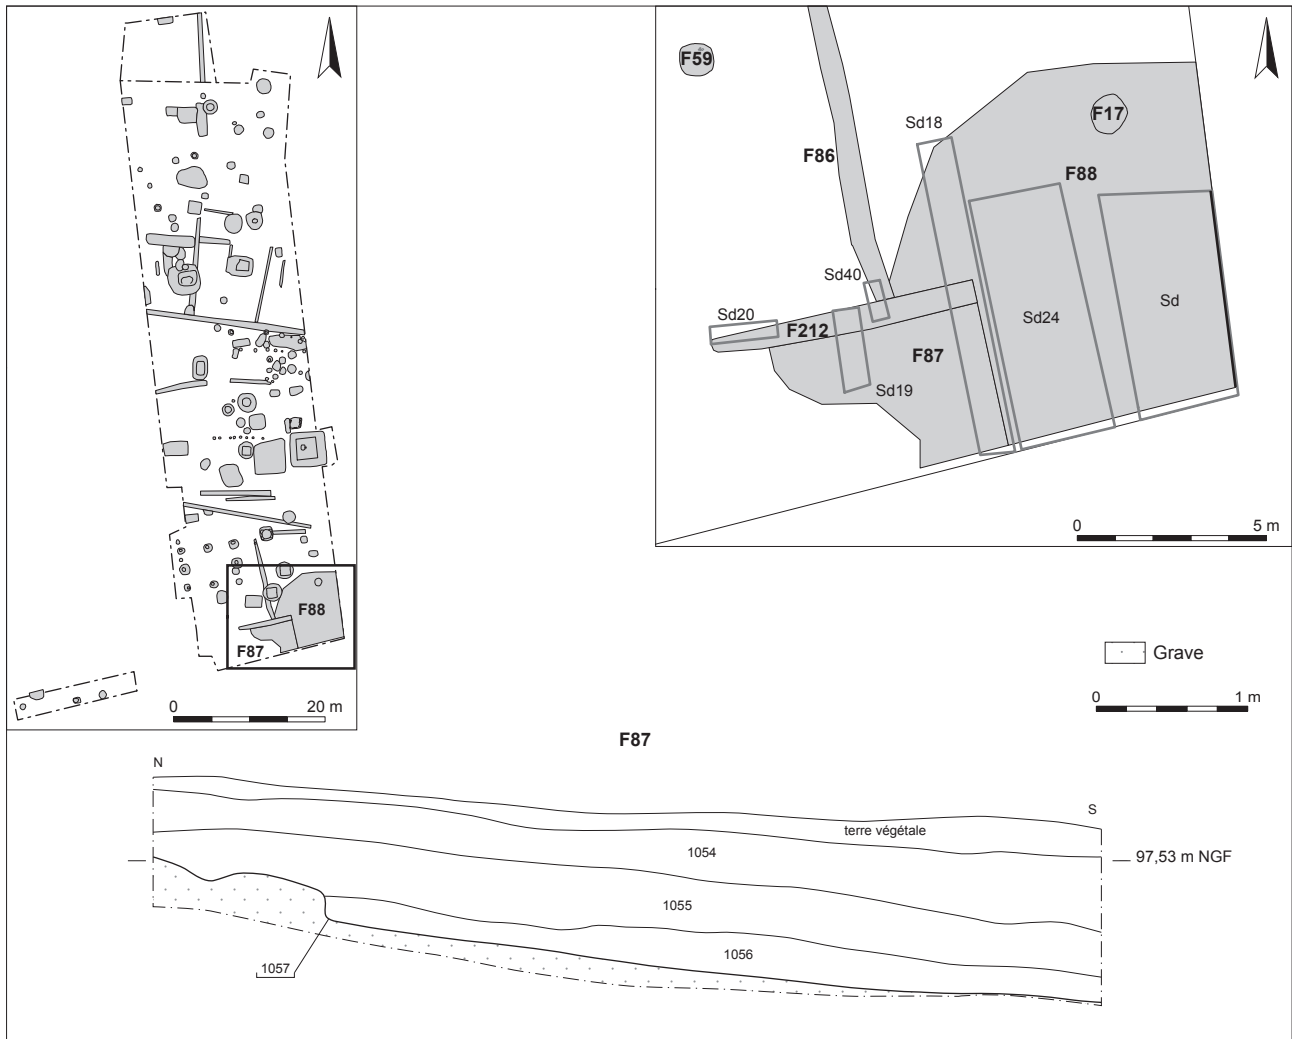 F88
F87
0 20 m
F59
F17
Sd18
F86
F88
Sd40
Sd20
F212
Sd24
Sd
F87
Sd19
0 5 m
Grave
0 1 m
F87
N
S
terre végétale
1054
97,53 m NGF
1055
1056
1057